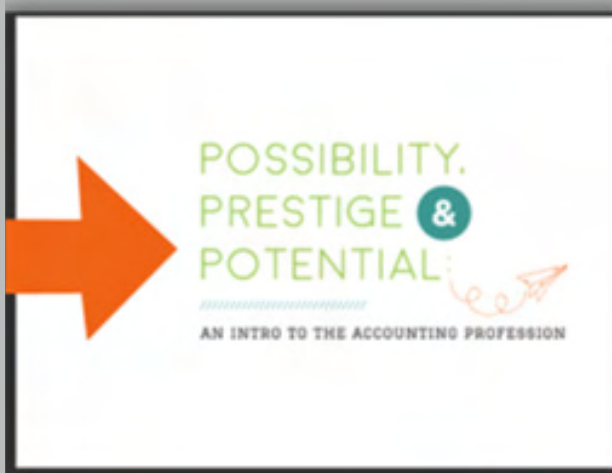 POSSIBILITY,
PRESTIGE &
POTENTIAL:
AN INTRO TO THE ACCOUNTING PROFESSION